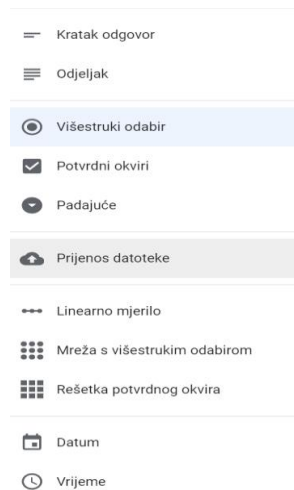 Kratak odgovor
Odjeljak
Višestruki odabir
Potvrdni okviri
Padajuće
Prijenos datoteke
Linearno mjerilo
Mreža s višestrukim odabirom
Rešetka potvrdnog okvira
Datum
Vrijeme